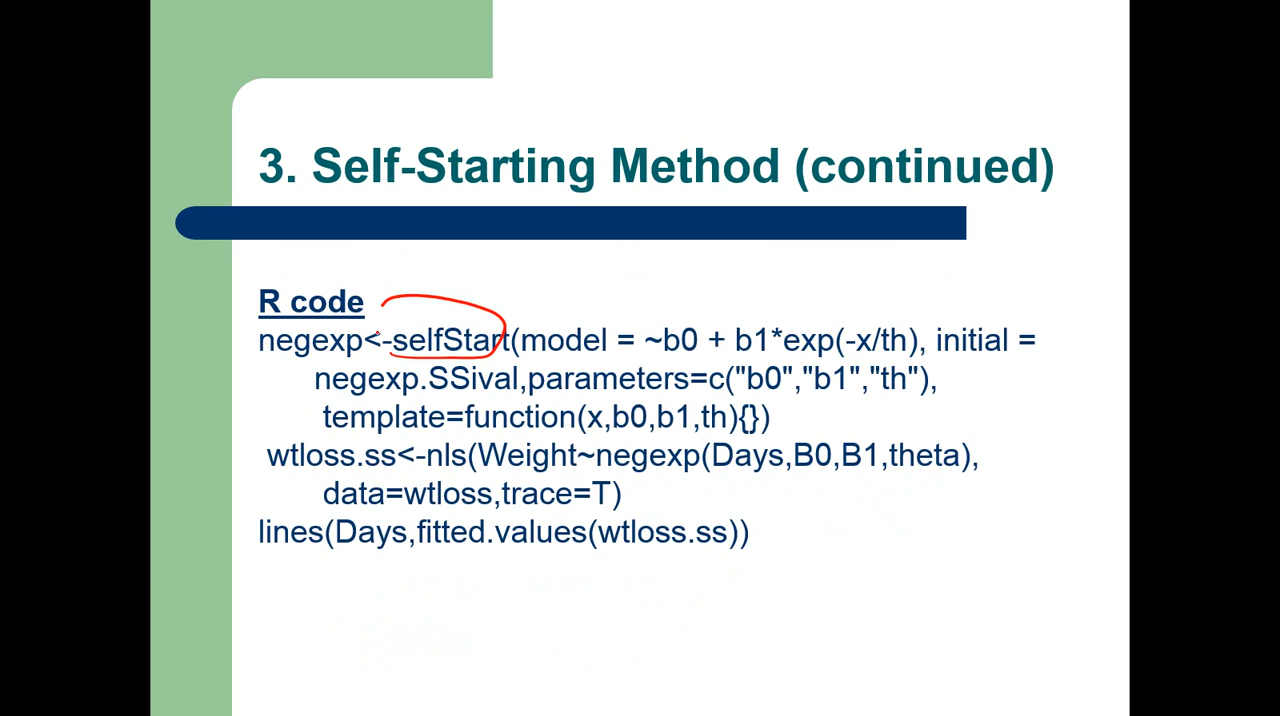 3. Self-Starting Method (continued)
R code
negexp<-selfStart(model = ~b0 + b1*exp(-x/th), initial =
negexp.SSival,parameters=c("b0","b1","th"),
template=function(x,b0,b1,th){})
wtloss.ss<-nls(Weight~negexp(Days,B0,B1,theta),
data=wtloss,trace=T)
lines(Days,fitted.values(wtloss.ss))